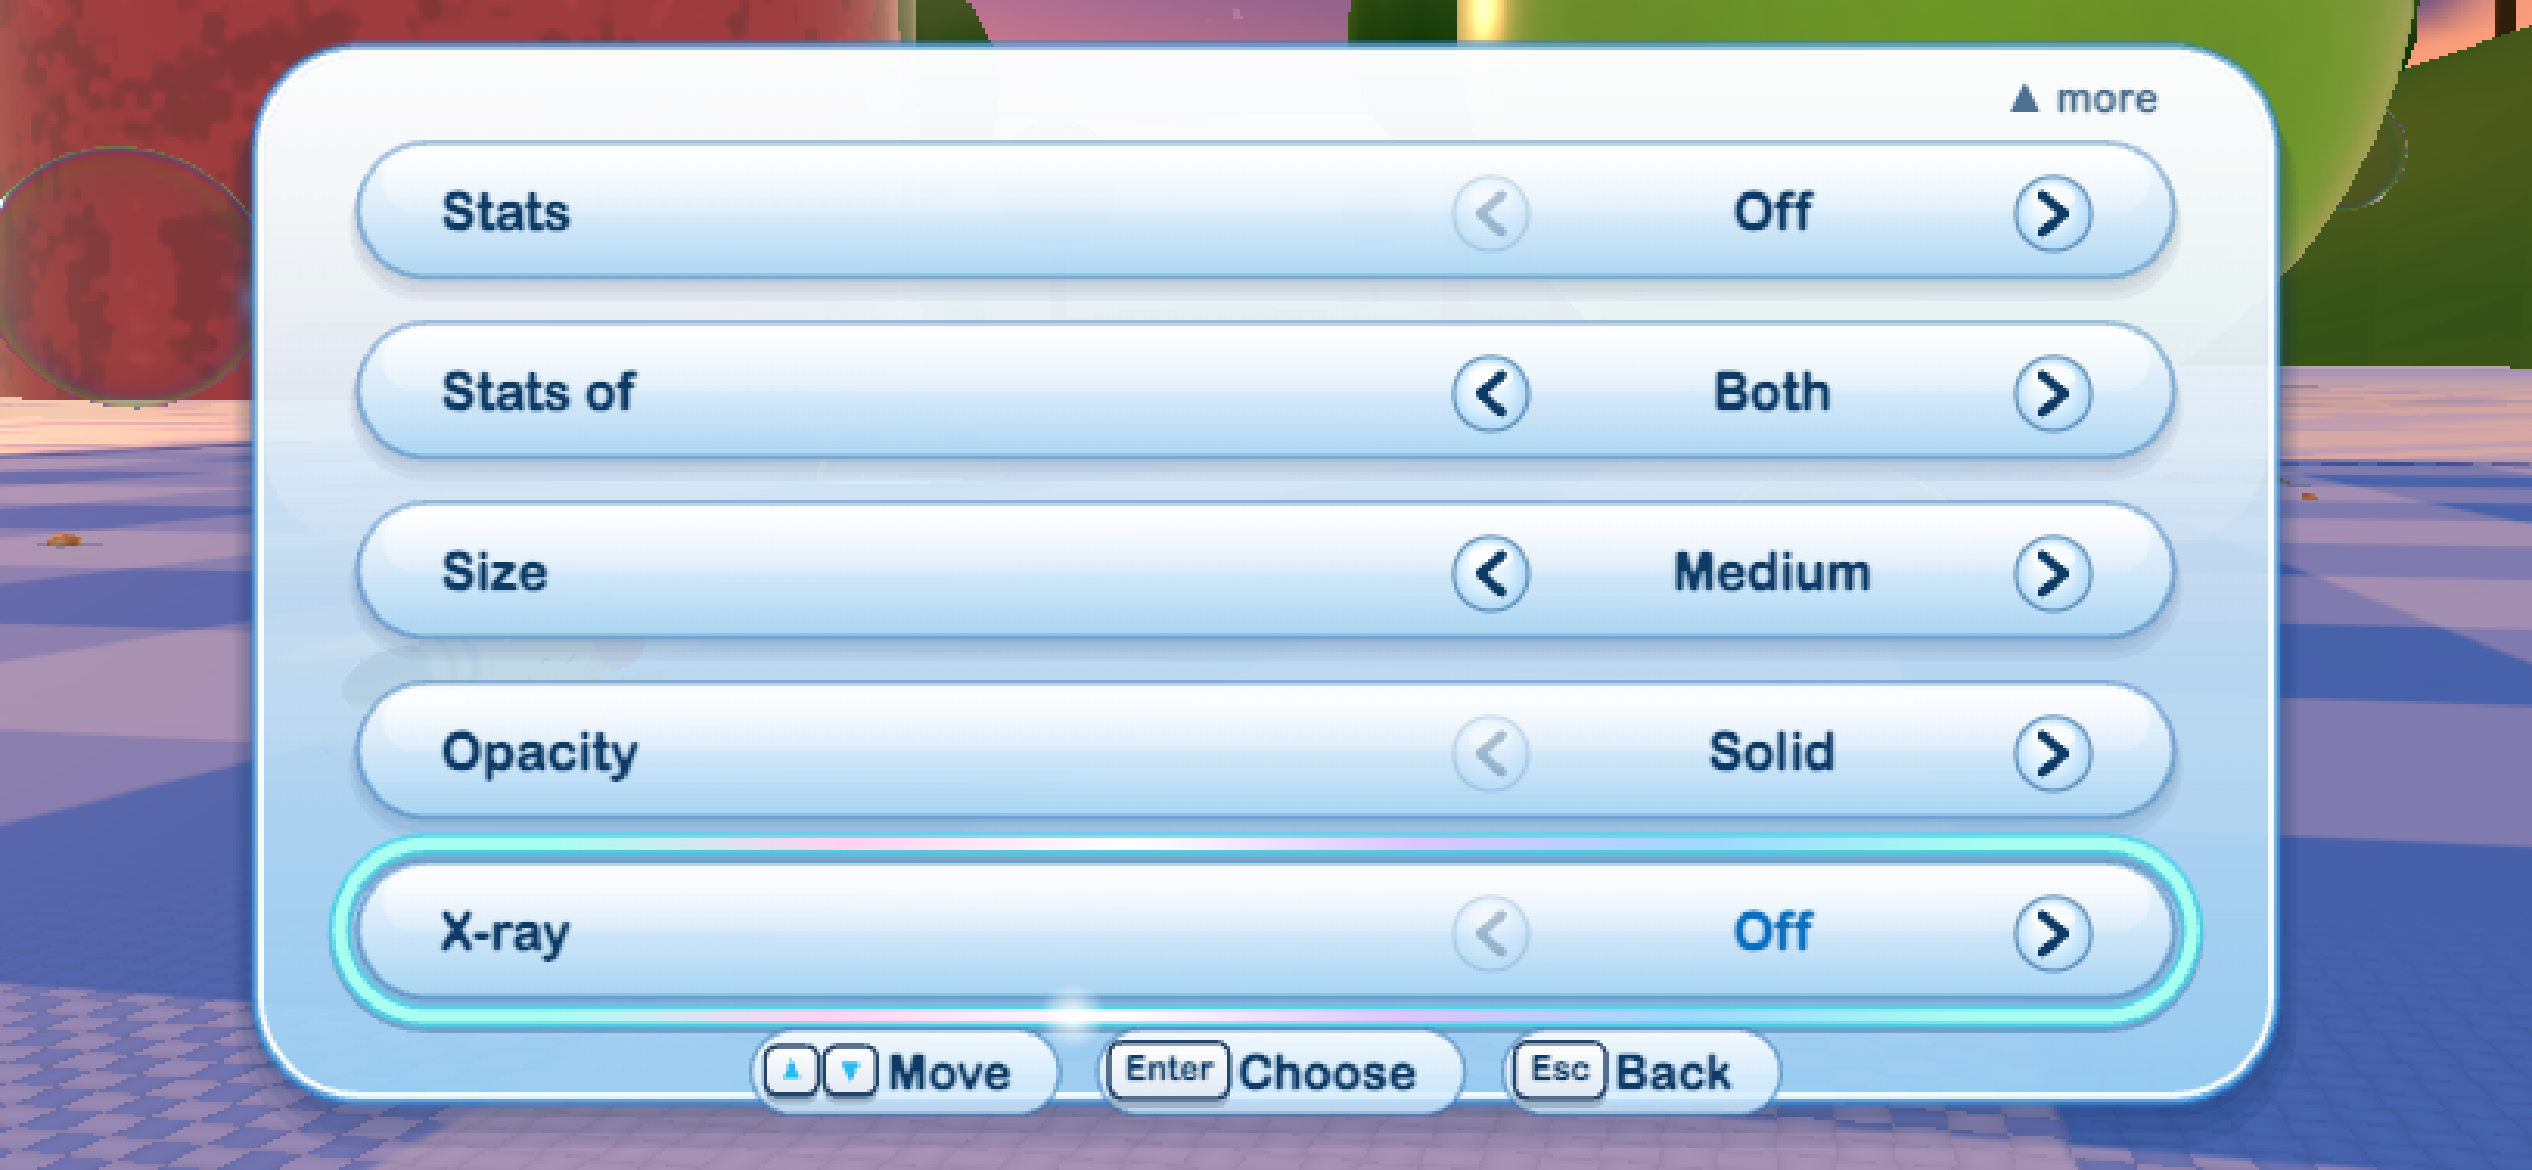 ▲ more
Stats < Off >
Stats of < Both >
Size < Medium >
Opacity < Solid >
X-ray < Off >
▲ ▼ Move Enter Choose Esc Back